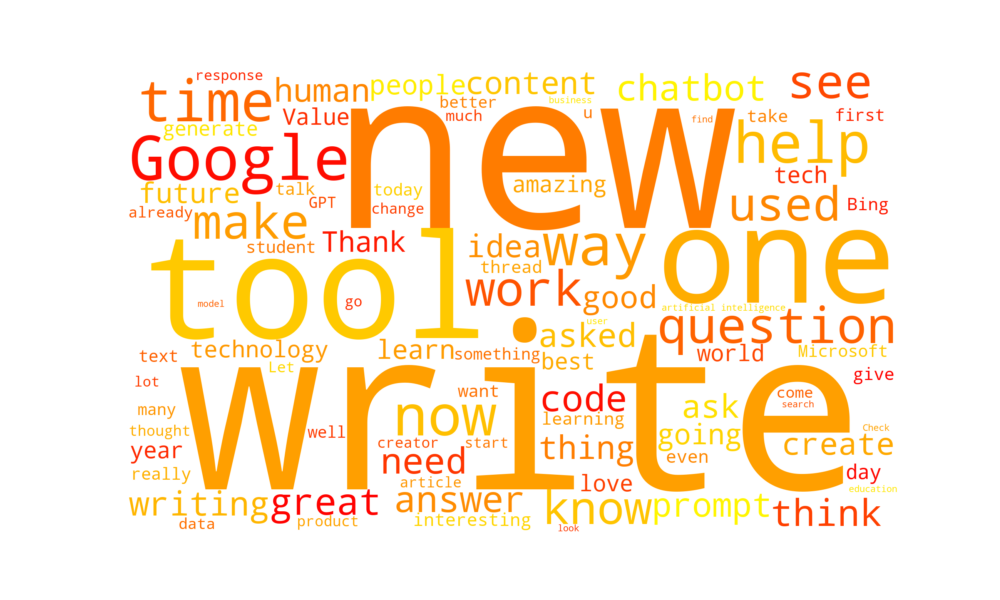 response
human people content chatbot see
time better business
Value much new u find help take first
generate
Google amazing tech
future talk today used Bing
already make GPT change
student Thank tool idea way one
thread
work good
model go artificial intelligence
user question
asked
text technology learn something best world Microsoft
Let
lot write want code give
come
search
many now ask
thought well learning going create Check
year creator start thing
really need even day
article love education
writing great answer know prompt think
data product interesting
look